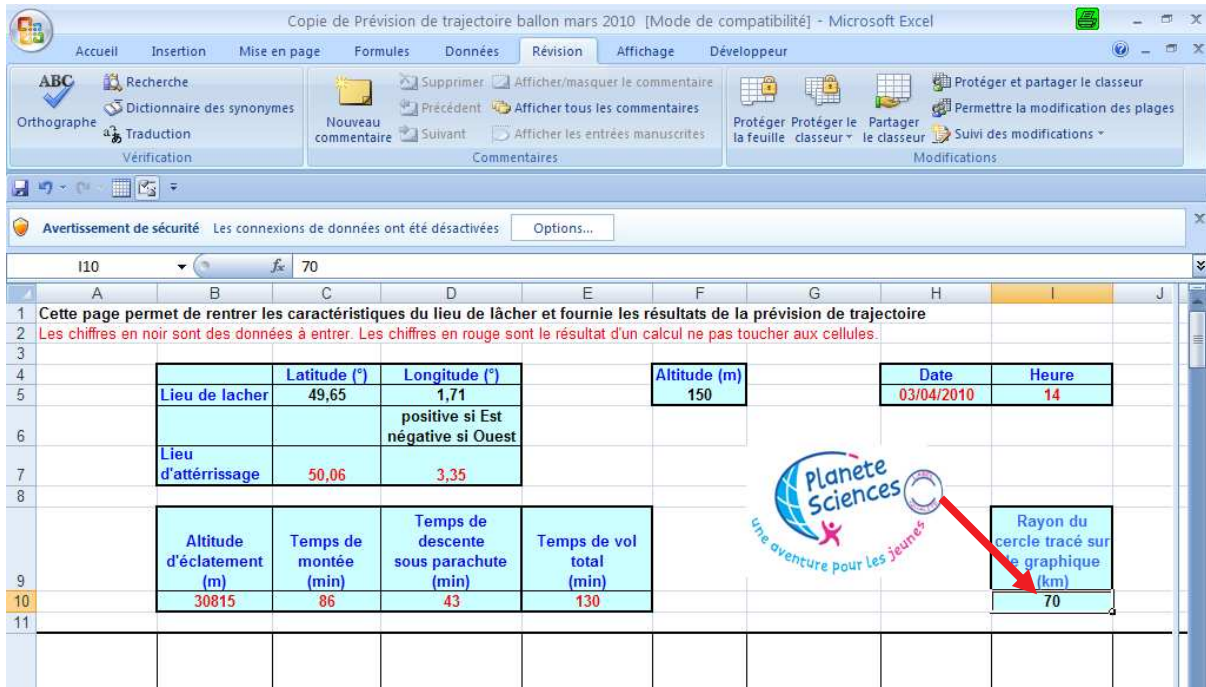 Copie de Prévision de trajectoire ballon mars 2010 [Mode de compatibilité] - Microsoft Excel
Accueil Insertion Mise en page Formules Données Révision Affichage Développeur
ABC
Orthographe
Recherche
Dictionnaire des synonymes
Traduction
Vérification
Nouveau
commentaire
Supprimer
Précédent
Suivant
Afficher/masquer le commentaire
Afficher tous les commentaires
Afficher les entrées manuscrites
Commentaires
Protéger
la feuille
Protéger le
classeur
Partager
le classeur
Protéger et partager le classeur
Permettre la modification des plages
Suivi des modifications
Modifications
Avertissement de sécurité Les connexions de données ont été désactivées Options...
I10 fx 70
A B C D E F G H I J
1 Cette page permet de rentrer les caractéristiques du lieu de lâcher et fournie les résultats de la prévision de trajectoire
2 Les chiffres en noir sont des données à entrer. Les chiffres en rouge sont le résultat d'un calcul ne pas toucher aux cellules.
3
4 Latitude (°) Longitude (°) Altitude (m) Date Heure
5 Lieu de lacher 49,65 1,71 150 03/04/2010 14
6 positive si Est
négative si Ouest
7 Lieu
d'attérrissage 50,06 3,35
8
Planète
Sciences
une aventure pour les jeunes
9 Altitude
d'éclatement
(m)
Temps de
montée
(min)
Temps de
descente
sous parachute
(min)
Temps de vol
total
(min)
Rayon du
cercle tracé sur
le graphique
(km)
10 30815 86 43 130 70
11